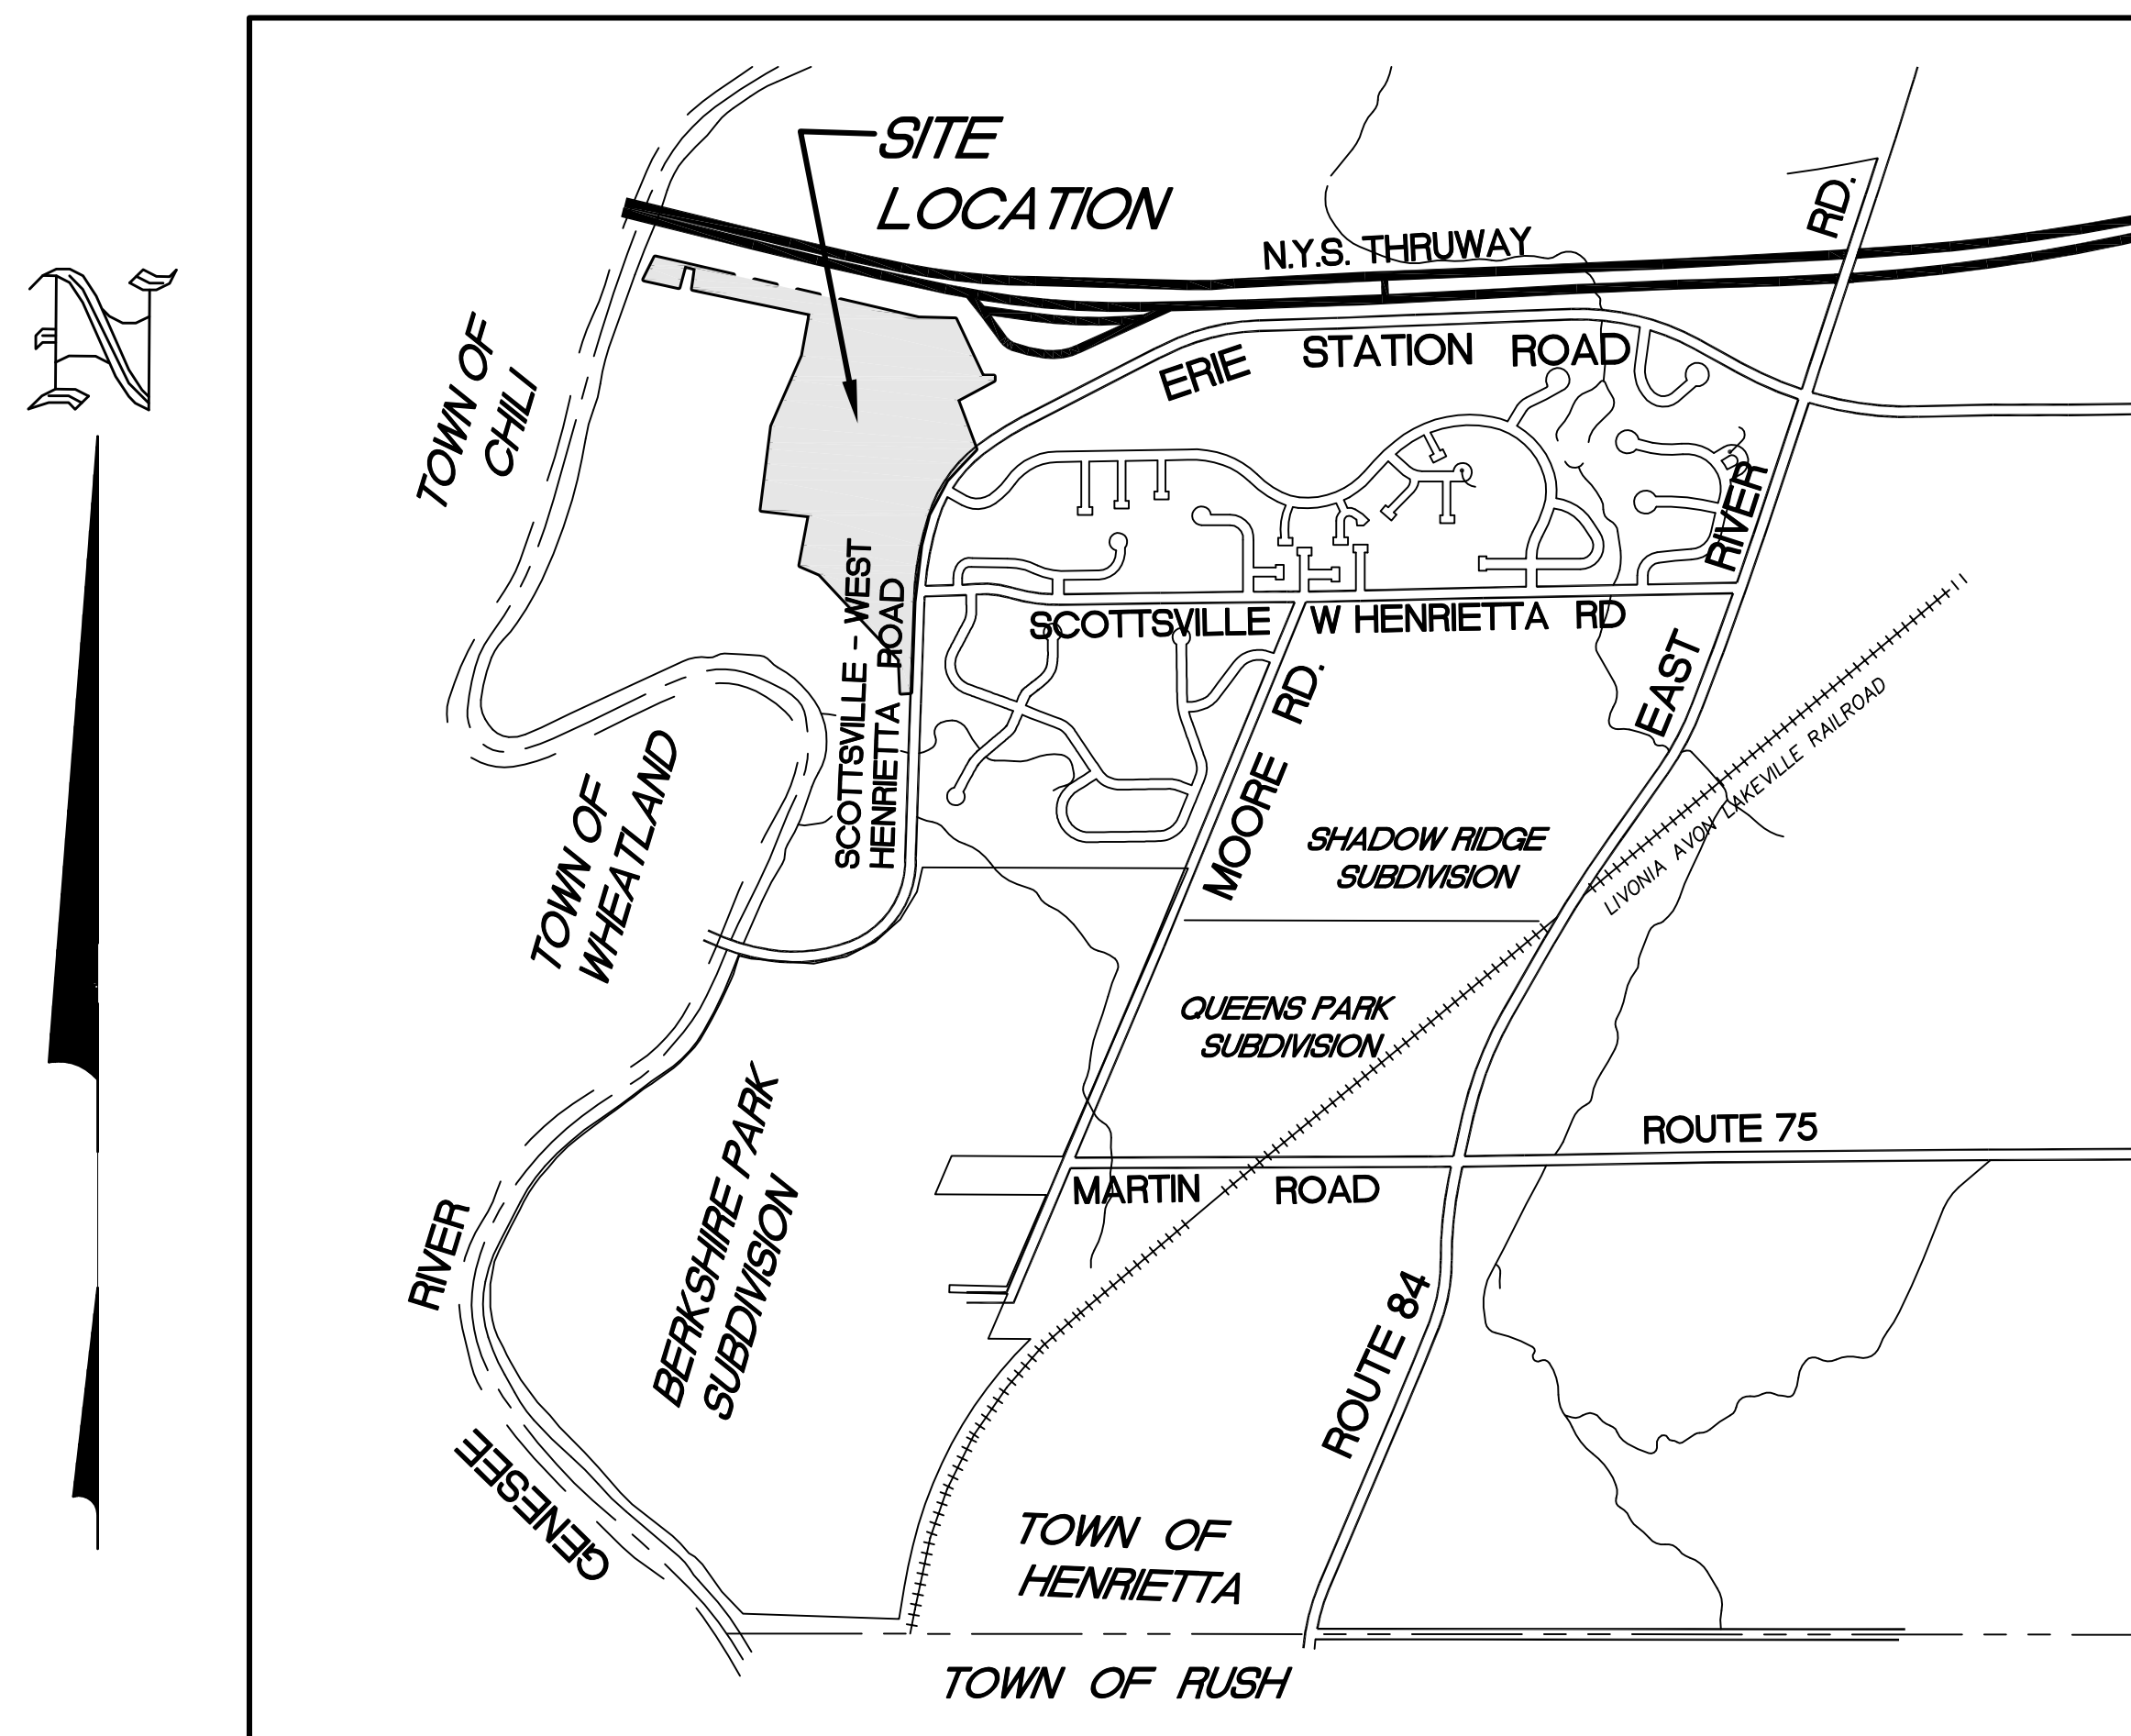 SITE
LOCATION
N.Y.S. THRUWAY
RD.
N
TOWN OF
CHILI
ERIE STATION ROAD
RIVER
SCOTTSVILLE - WEST
HENRIETTA ROAD
SCOTTSVILLE W HENRIETTA RD
EAST
MOORE RD.
LIVONIA AVON LAKEVILLE RAILROAD
TOWN OF
WHEATLAND
SHADOW RIDGE
SUBDIVISION
QUEENS PARK
SUBDIVISION
ROUTE 75
MARTIN ROAD
BERKSHIRE PARK
SUBDIVISION
RIVER
ROUTE 84
GENESEE
TOWN OF
HENRIETTA
TOWN OF RUSH